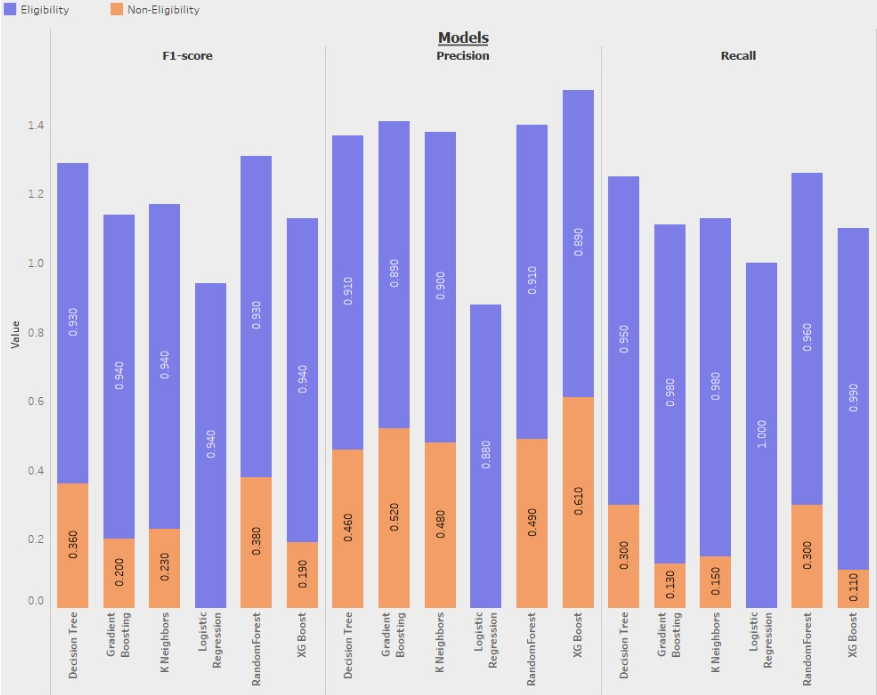 Eligibility
Non-Eligibility
Models
F1-score
Precision
Recall
Value
1.4
1.2
1.0
0.8
0.6
0.4
0.2
0.0
0.930
0.360
0.940
0.200
0.940
0.230
0.940
0.930
0.380
0.940
0.190
0.910
0.460
0.890
0.520
0.900
0.480
0.880
0.910
0.490
0.890
0.610
0.950
0.300
0.980
0.130
0.980
0.150
1.000
0.960
0.300
0.990
0.110
Decision Tree
Gradient
Boosting
K Neighbors
Logistic
Regression
RandomForest
XG Boost
Decision Tree
Gradient
Boosting
K Neighbors
Logistic
Regression
RandomForest
XG Boost
Decision Tree
Gradient
Boosting
K Neighbors
Logistic
Regression
RandomForest
XG Boost